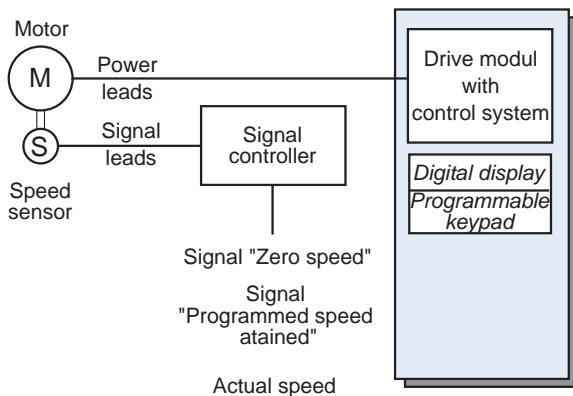 Motor
M
Power
leads
S
Signal
leads
Speed
sensor
Signal
controller
Signal "Zero speed"
Signal
"Programmed speed
atained"
Actual speed
Drive modul
with
control system
Digital display
Programmable
keypad